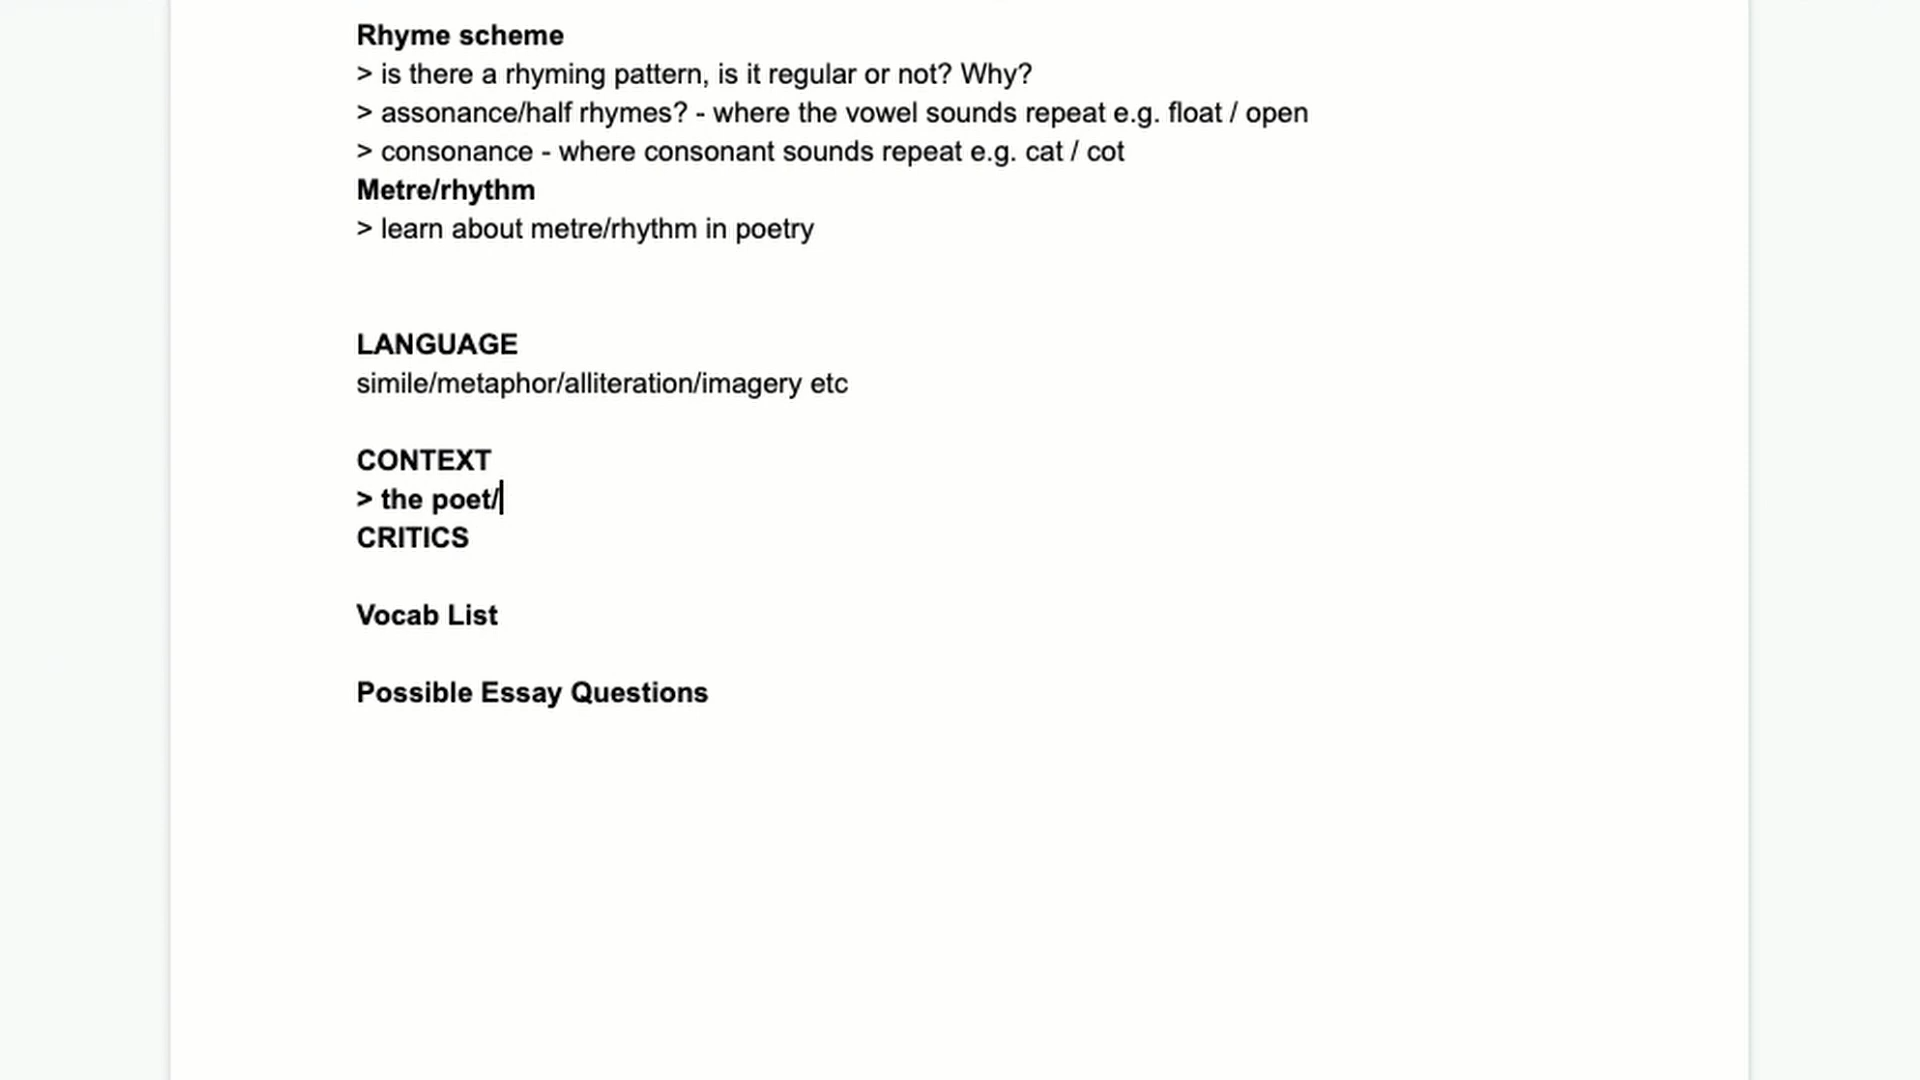 Rhyme scheme
> is there a rhyming pattern, is it regular or not? Why?
> assonance/half rhymes? - where the vowel sounds repeat e.g. float / open
> consonance - where consonant sounds repeat e.g. cat / cot
Metre/rhythm
> learn about metre/rhythm in poetry
LANGUAGE
simile/metaphor/alliteration/imagery etc
CONTEXT
> the poet/
CRITICS
Vocab List
Possible Essay Questions